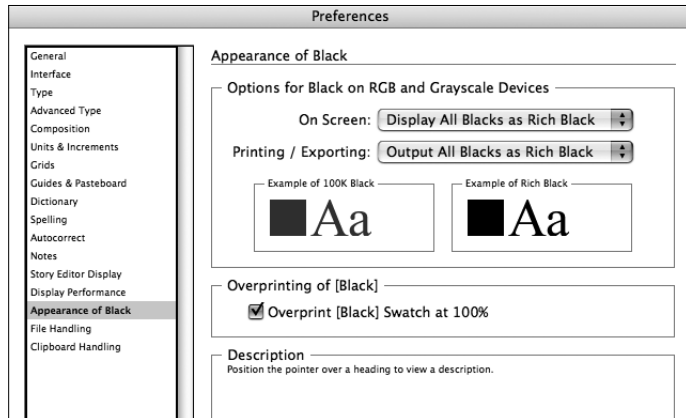 Preferences
General
Interface
Type
Advanced Type
Composition
Units & Increments
Grids
Guides & Pasteboard
Dictionary
Spelling
Autocorrect
Notes
Story Editor Display
Display Performance
Appearance of Black
File Handling
Clipboard Handling
Appearance of Black
Options for Black on RGB and Grayscale Devices
On Screen: Display All Blacks as Rich Black
Printing / Exporting: Output All Blacks as Rich Black
Example of 100K Black
Aa
Example of Rich Black
Aa
Overprinting of [Black]
Overprint [Black] Swatch at 100%
Description
Position the pointer over a heading to view a description.